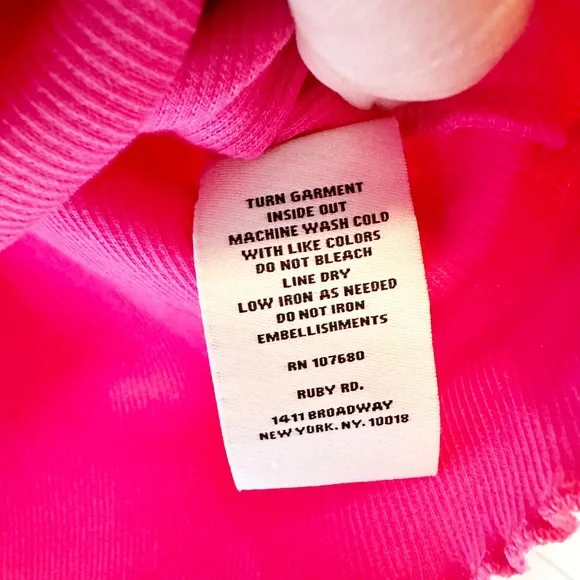 TURN GARMENT
INSIDE OUT
MACHINE WASH COLD
WITH LIKE COLORS
DO NOT BLEACH
LINE DRY
LOW IRON AS NEEDED
DO NOT IRON
EMBELLISHMENTS
RN 107680
RUBY RD.
1411 BROADWAY
NEW YORK. NY. 10018